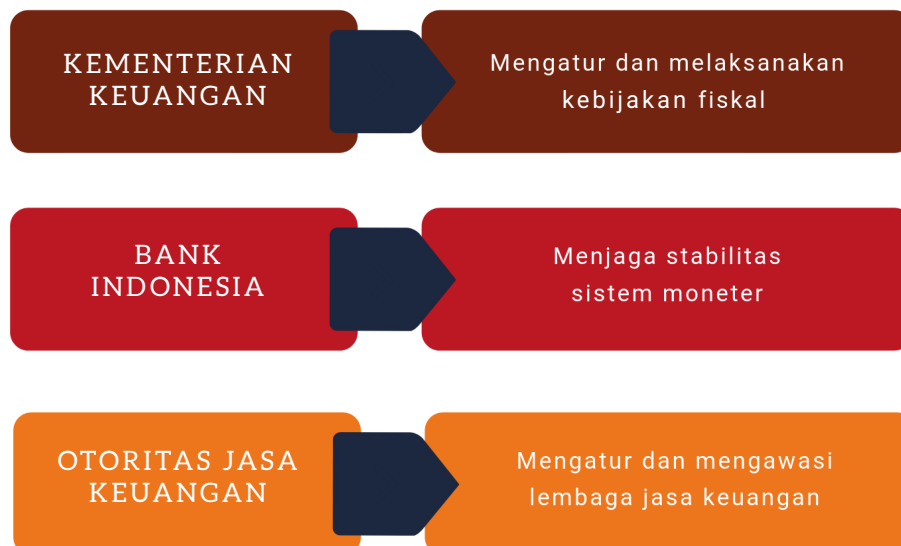 KEMENTERIAN
KEUANGAN
Mengatur dan melaksanakan
kebijakan fiskal
BANK
INDONESIA
Menjaga stabilitas
sistem moneter
OTORITAS JASA
KEUANGAN
Mengatur dan mengawasi
lembaga jasa keuangan